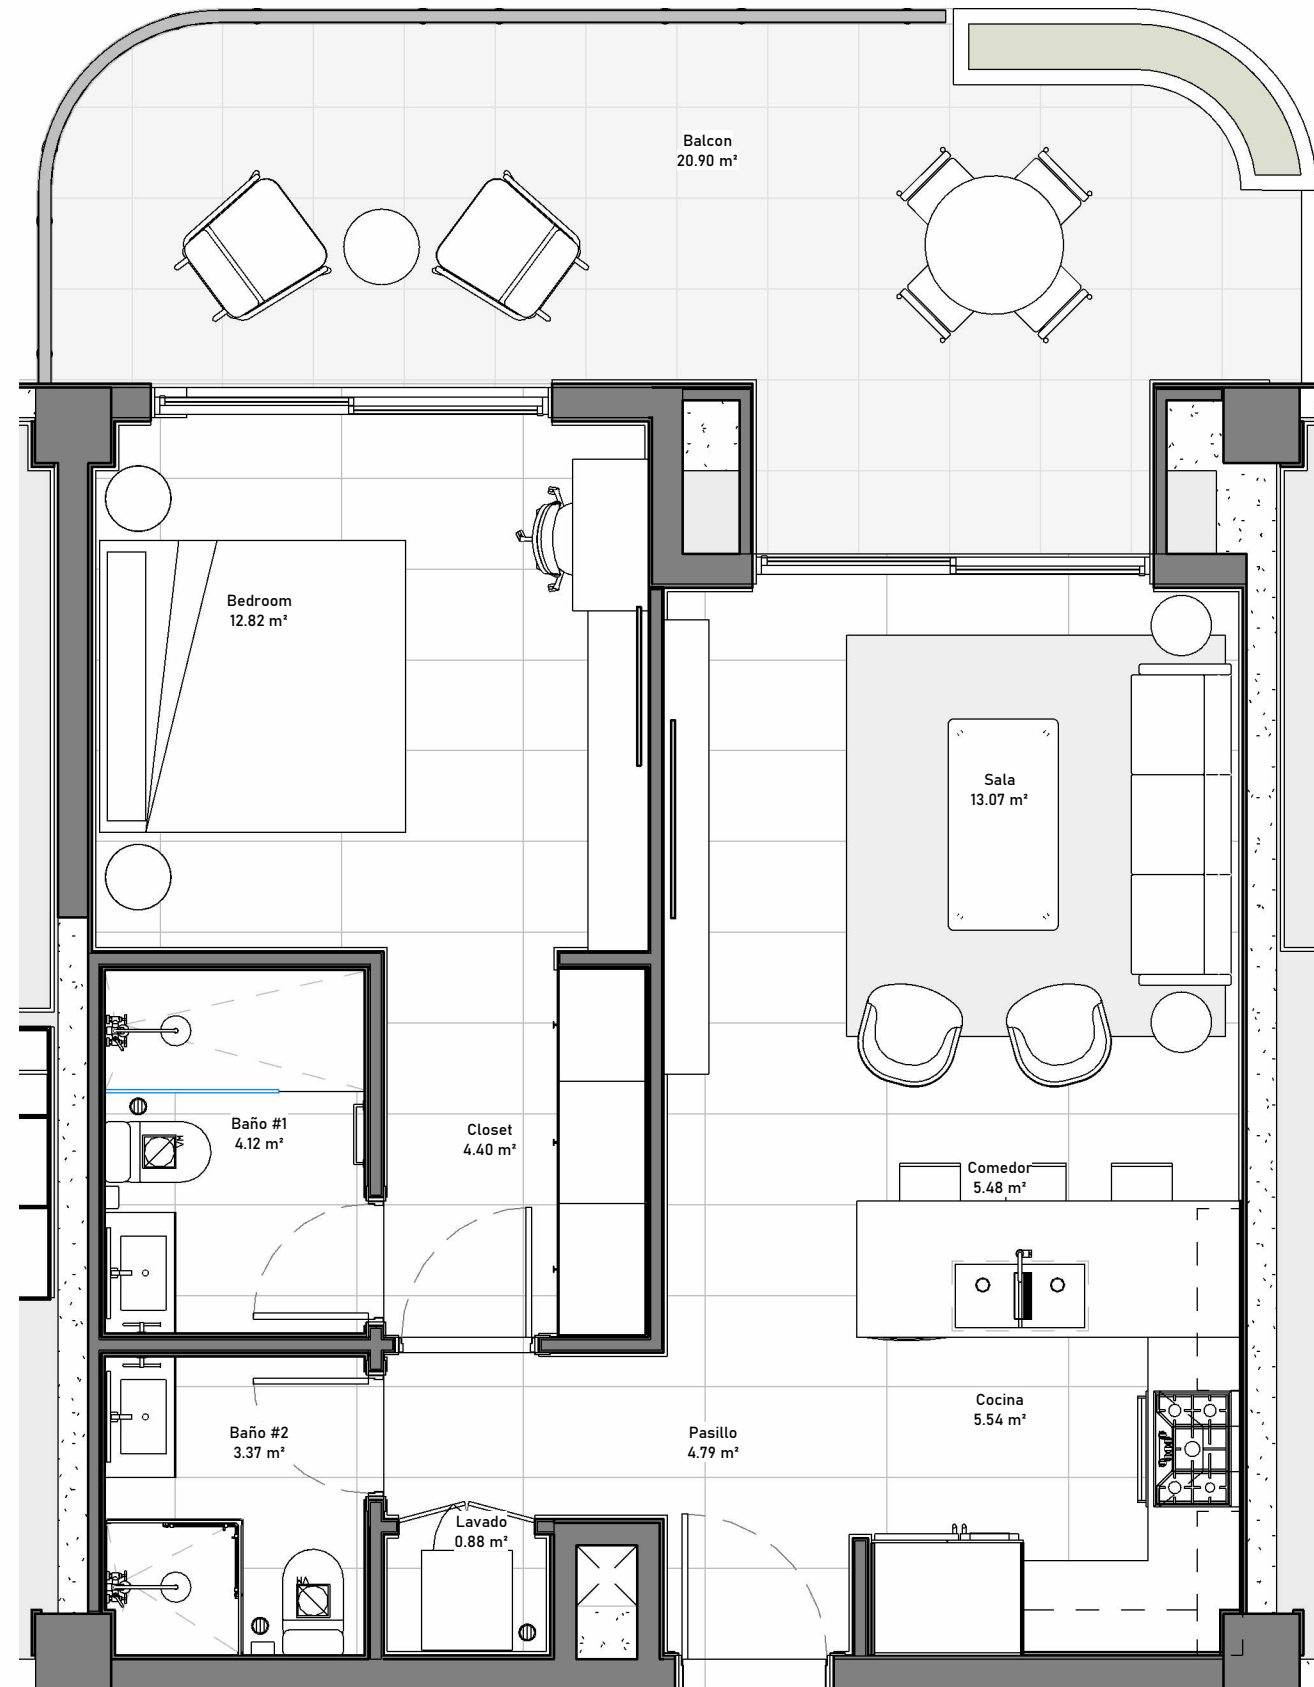 Balcon
20.90 m²
Bedroom
12.82 m²
Sala
13.07 m²
Baño #1
4.12 m²
Closet
4.40 m²
Comedor
5.48 m²
Cocina
5.54 m²
Baño #2
3.37 m²
Pasillo
4.79 m²
Lavado
0.88 m²